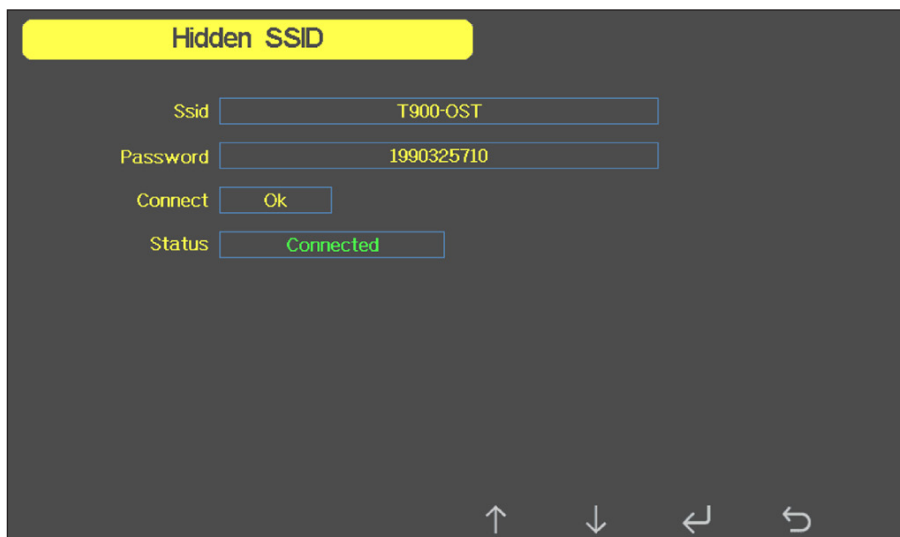 Hidden SSID
Ssid T900-OST
Password 1990325710
Connect Ok
Status Connected